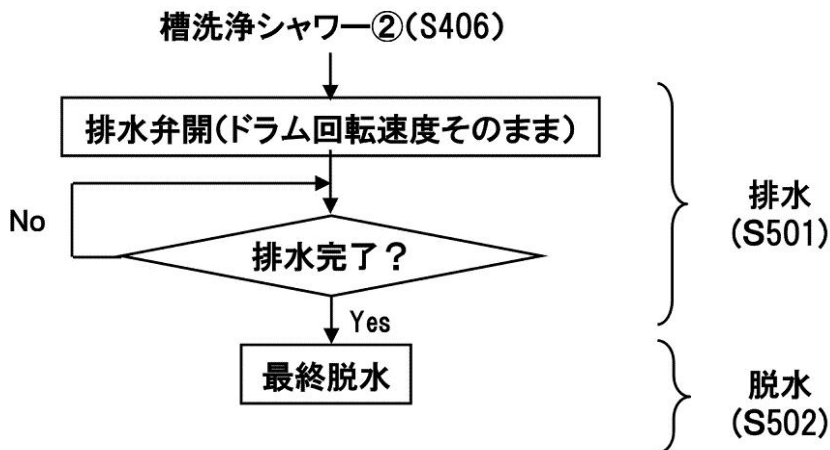 槽洗浄シャワー②(S406)
排水弁開(ドラム回転速度そのまま)
No
排水完了?
排水
(S501)
Yes
最終脱水
脱水
(S502)